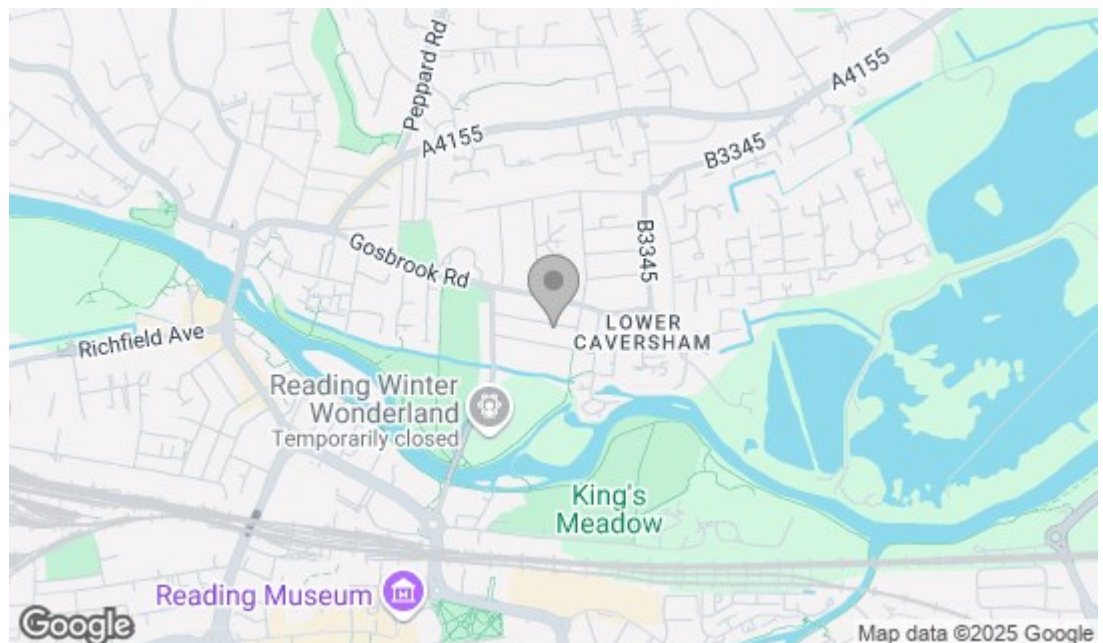 Peppard Rd
A4155
A4155
B3345
B3345
Gosbrook Rd
Richfield Ave
LOWER
CAVERSHAM
Reading Winter
Wonderland
Temporarily closed
King's
Meadow
Reading Museum
Google
Map data ©2025 Google